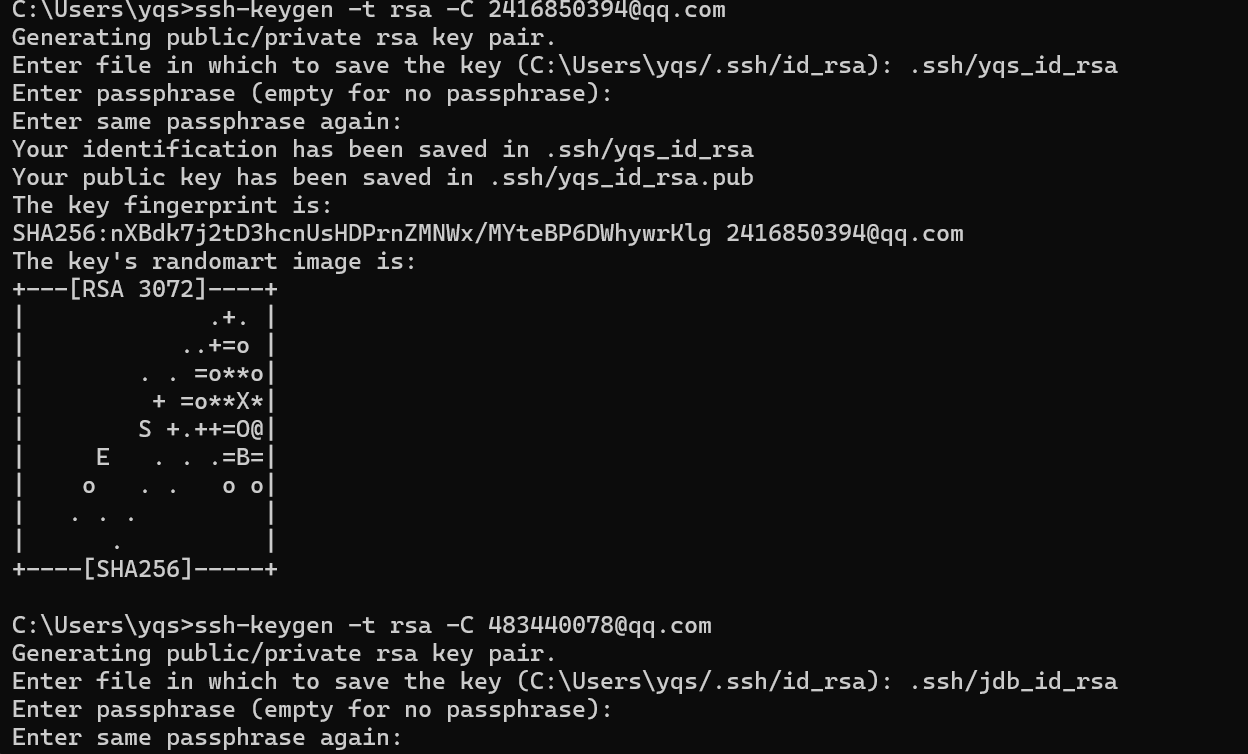 C:\Users\yqs>ssh-keygen -t rsa -C 2416850394@qq.com
Generating public/private rsa key pair.
Enter file in which to save the key (C:\Users\yqs/.ssh/id_rsa): .ssh/yqs_id_rsa
Enter passphrase (empty for no passphrase):
Enter same passphrase again:
Your identification has been saved in .ssh/yqs_id_rsa
Your public key has been saved in .ssh/yqs_id_rsa.pub
The key fingerprint is:
SHA256:nXBdk7j2tD3hcnUsHDPrnZMNWx/MYteBP6DWhywrKlg 2416850394@qq.com
The key's randomart image is:
+---[RSA 3072]----+
|             .+. |
|           ..+=o |
|        . . =o**o|
|         + =o**X*|
|        S +.++=O@|
|     E   . . .=B=|
|    o   . .   o o|
|   . . .         |
|      .          |
+----[SHA256]-----+
C:\Users\yqs>ssh-keygen -t rsa -C 483440078@qq.com
Generating public/private rsa key pair.
Enter file in which to save the key (C:\Users\yqs/.ssh/id_rsa): .ssh/jdb_id_rsa
Enter passphrase (empty for no passphrase):
Enter same passphrase again: